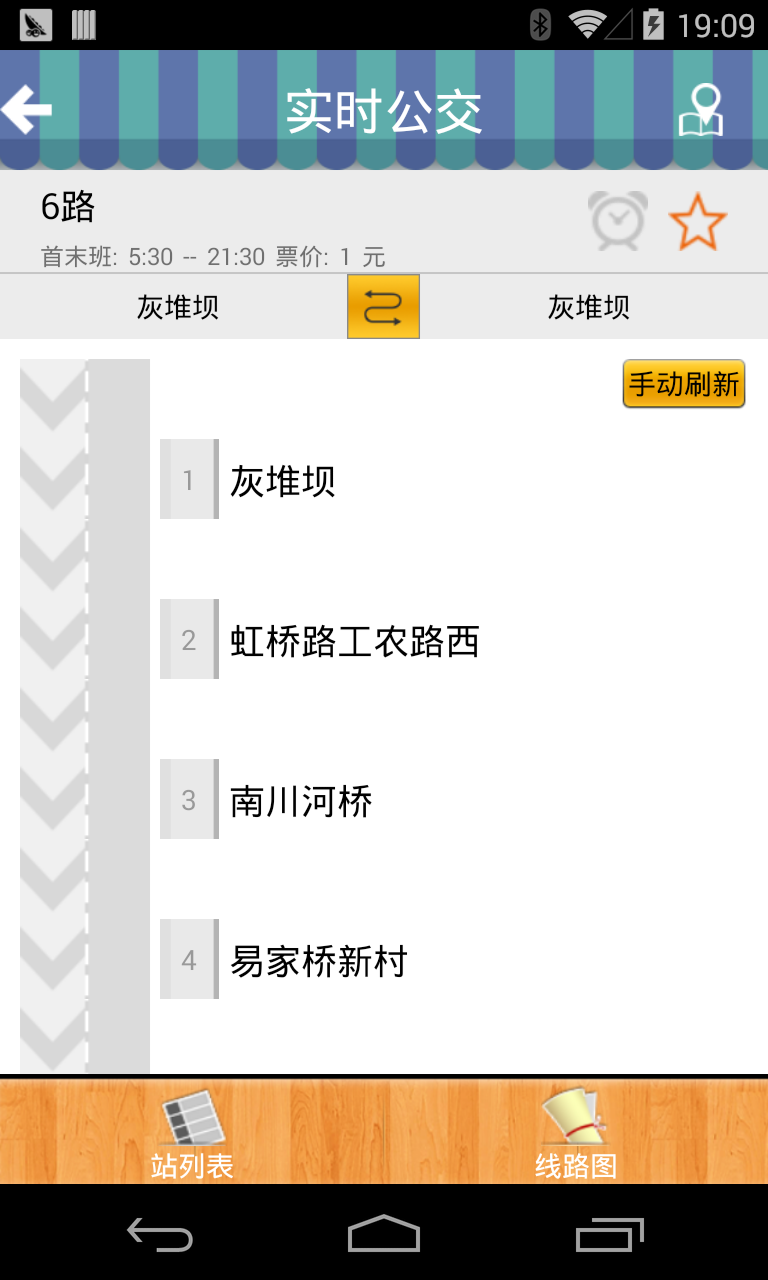 19:09
实时公交
6路
首末班: 5:30 -- 21:30 票价: 1 元
灰堆坝
灰堆坝
手动刷新
1 灰堆坝
2 虹桥路工农路西
3 南川河桥
4 易家桥新村
站列表
线路图